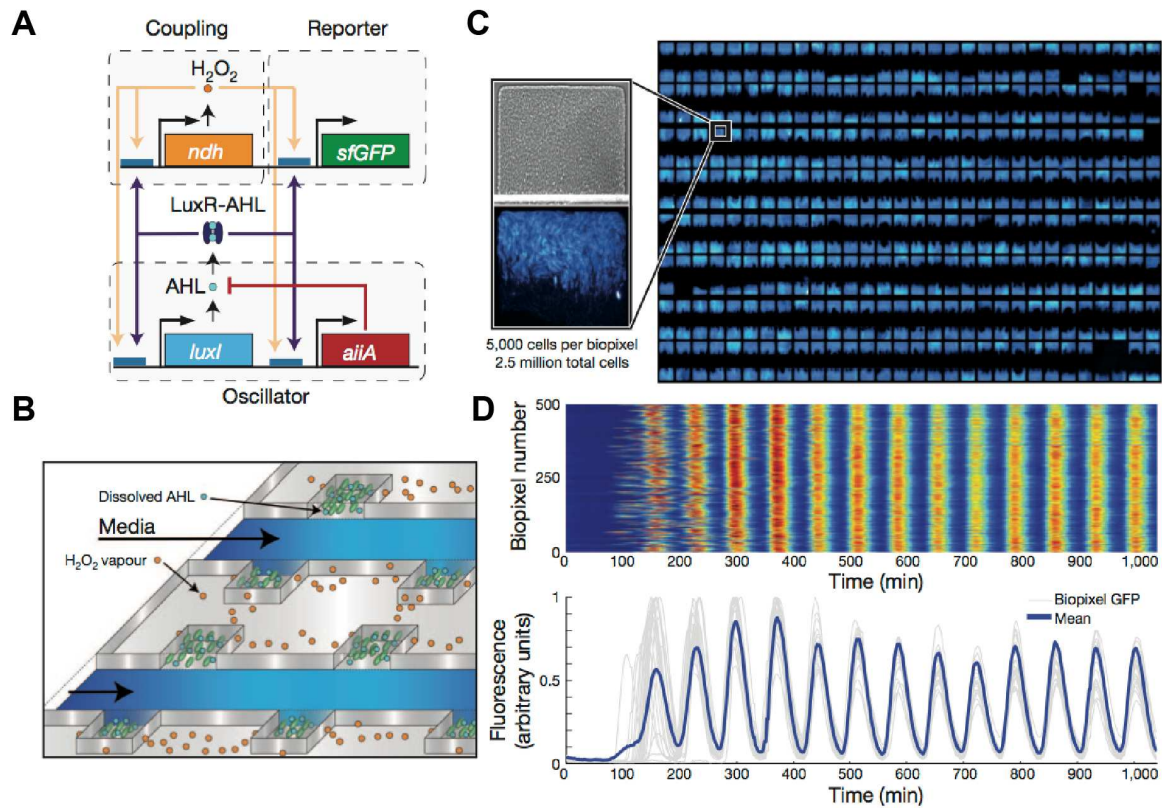 A
Coupling
Reporter
H2O2
ndh
sfGFP
LuxR-AHL
AHL
luxI
aiiA
Oscillator
B
Dissolved AHL
Media
H2O2 vapour
C
5,000 cells per biopixel
2.5 million total cells
D
Biopixel number
500
250
0
0 100 200 300 400 500 600 700 800 900 1,000
Time (min)
Fluorescence
(arbitrary units)
1
0.5
0
Biopixel GFP
Mean
0 100 200 300 400 500 600 700 800 900 1,000
Time (min)